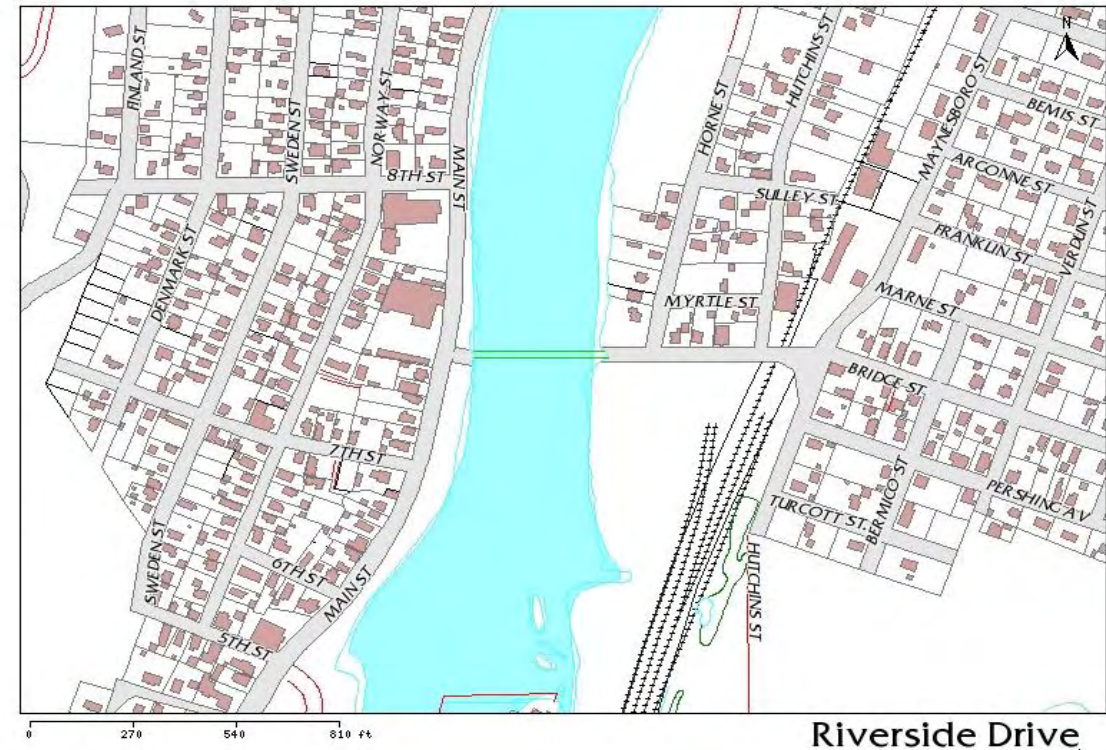 N
FINLAND ST
SWEDEN ST
NORWAY ST
MAIN ST
8TH ST
HORNE ST
HUTCHINS ST
MAYNESBORO ST
BEMIS ST
ARCONNE ST
SULLEY ST
FRANKLIN ST
VERDUN ST
DENMARK ST
MYRTLE ST
MARNE ST
BRIDGE ST
7TH ST
PERSHING AV
BERMICO ST
TURCOTT ST
SWEDEN ST
6TH ST
MAIN ST
HUTCHINS ST
5TH ST
0 270 540 810 ft
Riverside Drive